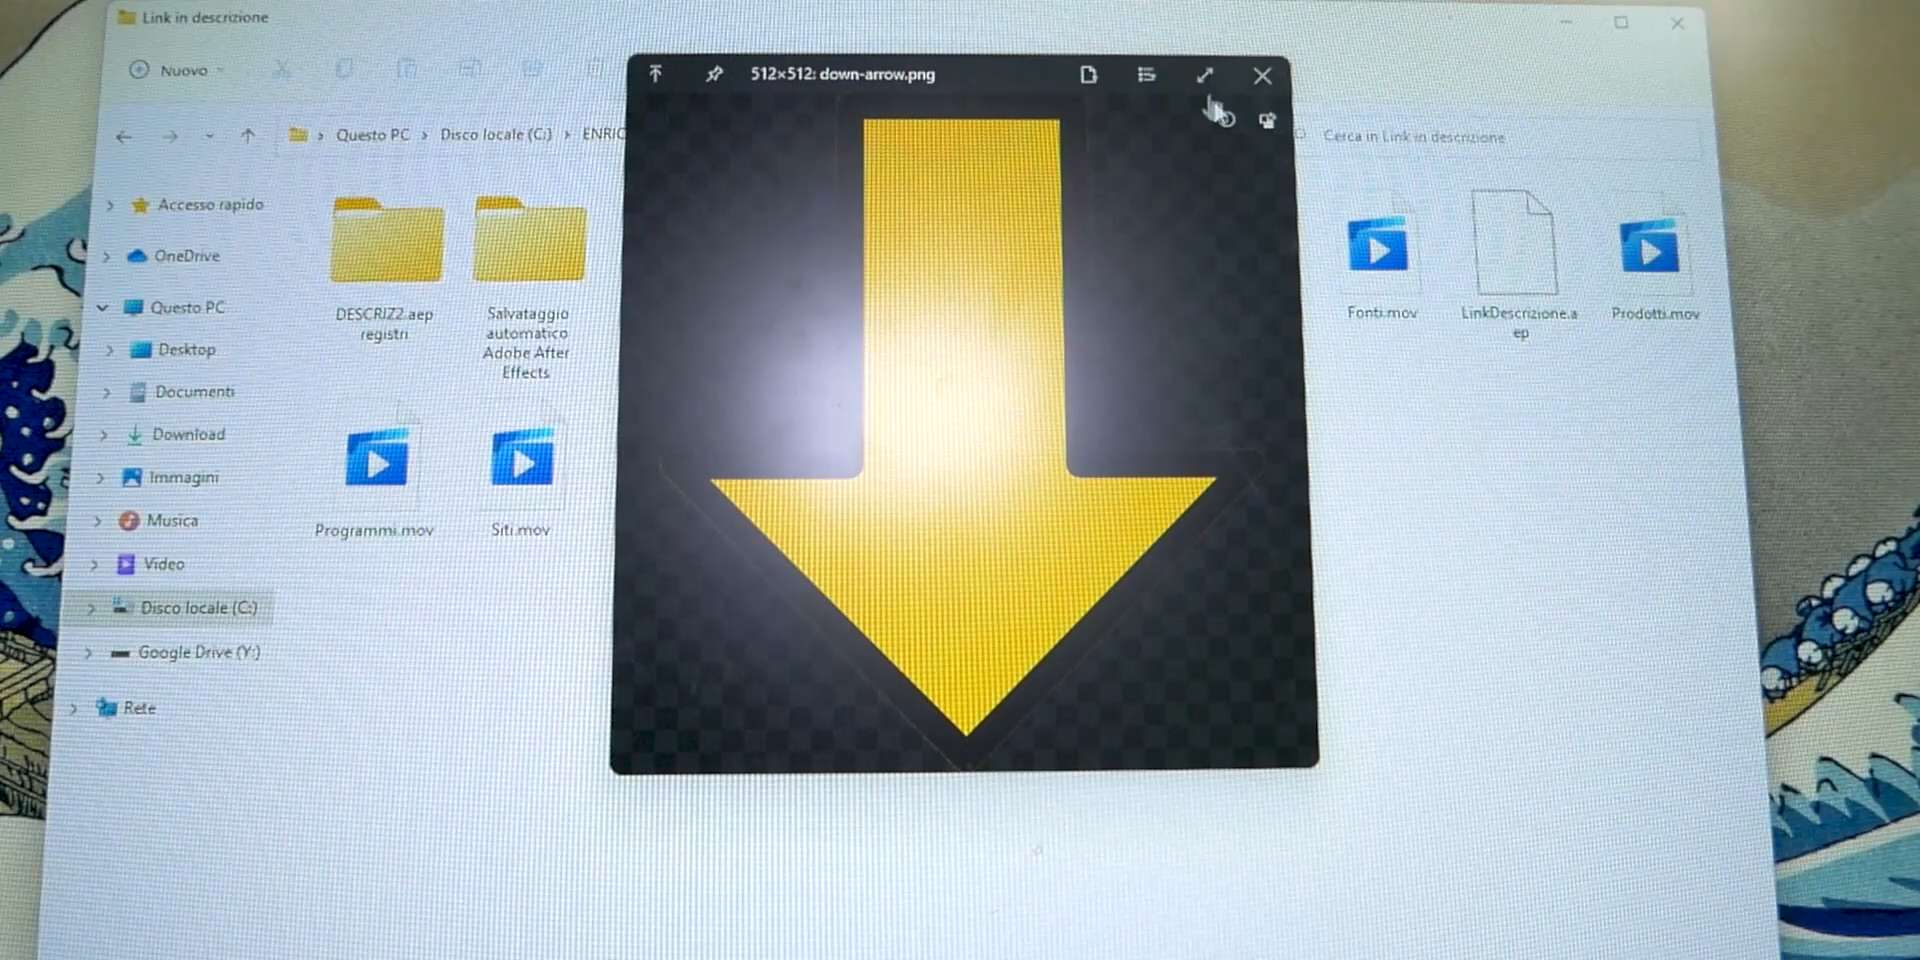 Link in descrizione
Nuovo
512×512: down-arrow.png
Questo PC > Disco locale (C:) > ENRIC
Cerca in Link in descrizione
Accesso rapido
OneDrive
Questo PC
Desktop
Documenti
Download
Immagini
Musica
Video
Disco locale (C:)
Google Drive (Y:)
Rete
DESCRIZ2.aep
registri
Salvataggio
automatico
Adobe After
Effects
Fonti.mov
LinkDescrizione.a
ep
Prodotti.mov
Programmi.mov
Siti.mov